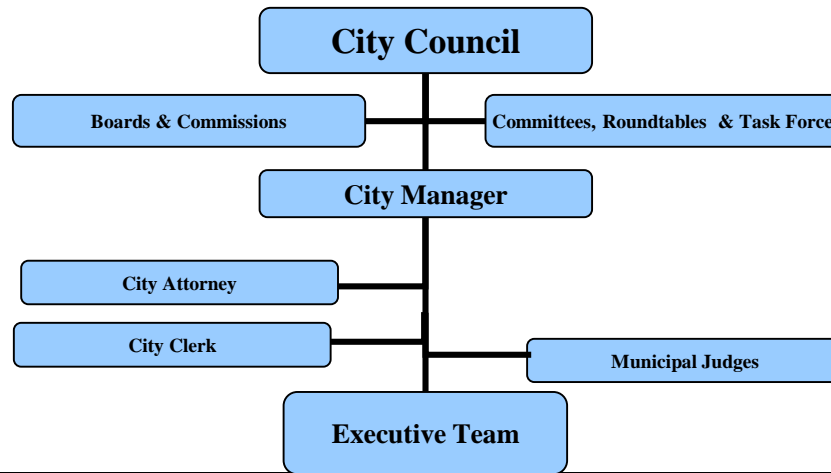 City Council
Boards & Commissions
Committees, Roundtables & Task Force
City Manager
City Attorney
City Clerk
Municipal Judges
Executive Team